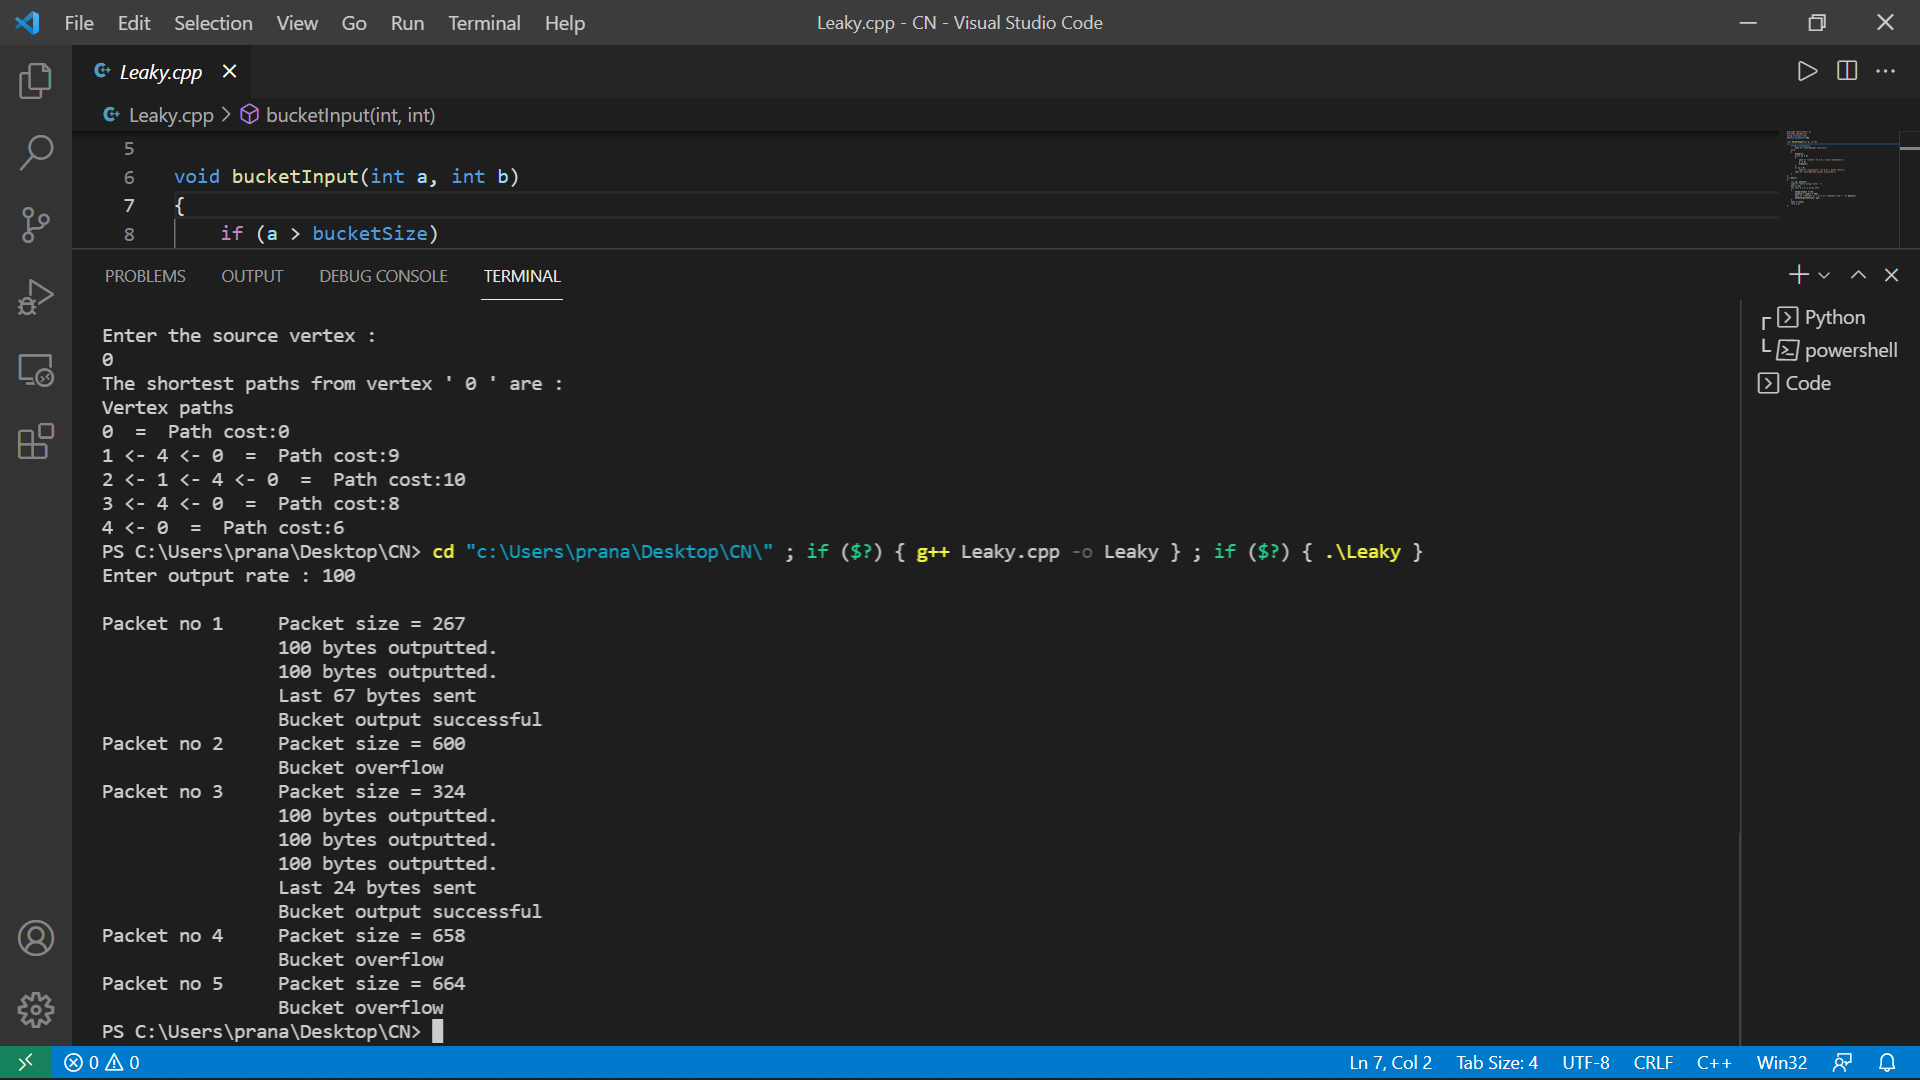 File Edit Selection View Go Run Terminal Help Leaky.cpp - CN - Visual Studio Code
Leaky.cpp
Leaky.cpp > bucketInput(int, int)
5
6 void bucketInput(int a, int b)
7 {
8 if (a > bucketSize)
PROBLEMS OUTPUT DEBUG CONSOLE TERMINAL
Python
powershell
Code
Enter the source vertex :
0
The shortest paths from vertex ' 0 ' are :
Vertex paths
0 = Path cost:0
1 <- 4 <- 0 = Path cost:9
2 <- 1 <- 4 <- 0 = Path cost:10
3 <- 4 <- 0 = Path cost:8
4 <- 0 = Path cost:6
PS C:\Users\prana\Desktop\CN> cd "c:\Users\prana\Desktop\CN\" ; if ($?) { g++ Leaky.cpp -o Leaky } ; if ($?) { .\Leaky }
Enter output rate : 100
Packet no 1 Packet size = 267
100 bytes outputted.
100 bytes outputted.
Last 67 bytes sent
Bucket output successful
Packet no 2 Packet size = 600
Bucket overflow
Packet no 3 Packet size = 324
100 bytes outputted.
100 bytes outputted.
100 bytes outputted.
Last 24 bytes sent
Bucket output successful
Packet no 4 Packet size = 658
Bucket overflow
Packet no 5 Packet size = 664
Bucket overflow
PS C:\Users\prana\Desktop\CN>
0 0 Ln 7, Col 2 Tab Size: 4 UTF-8 CRLF C++ Win32